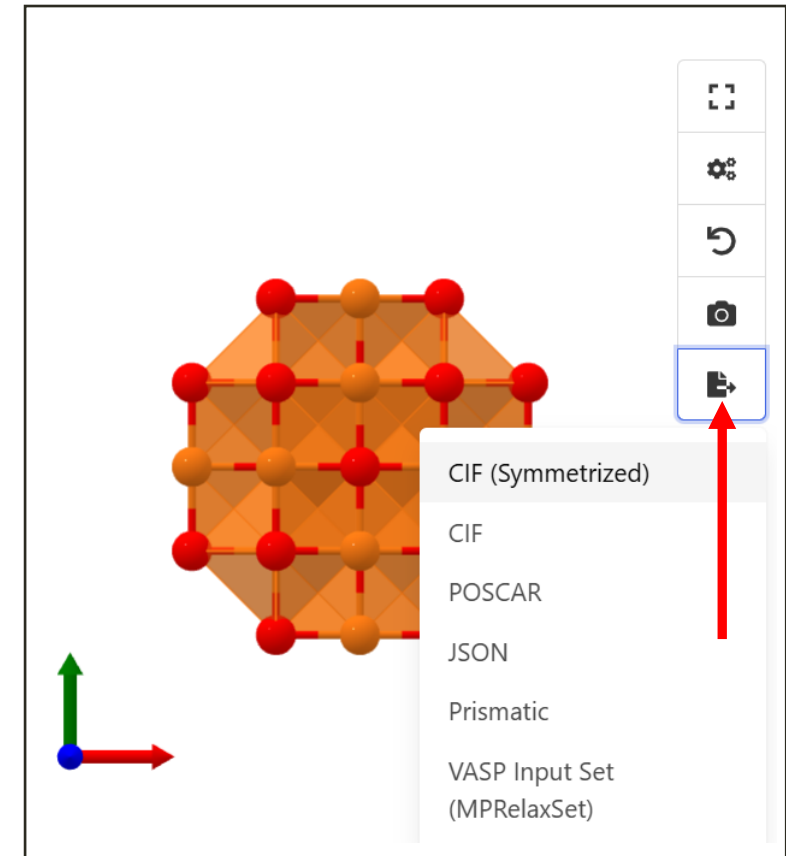 CIF (Symmetrized)
CIF
POSCAR
JSON
Prismatic
VASP Input Set
(MPRelaxSet)